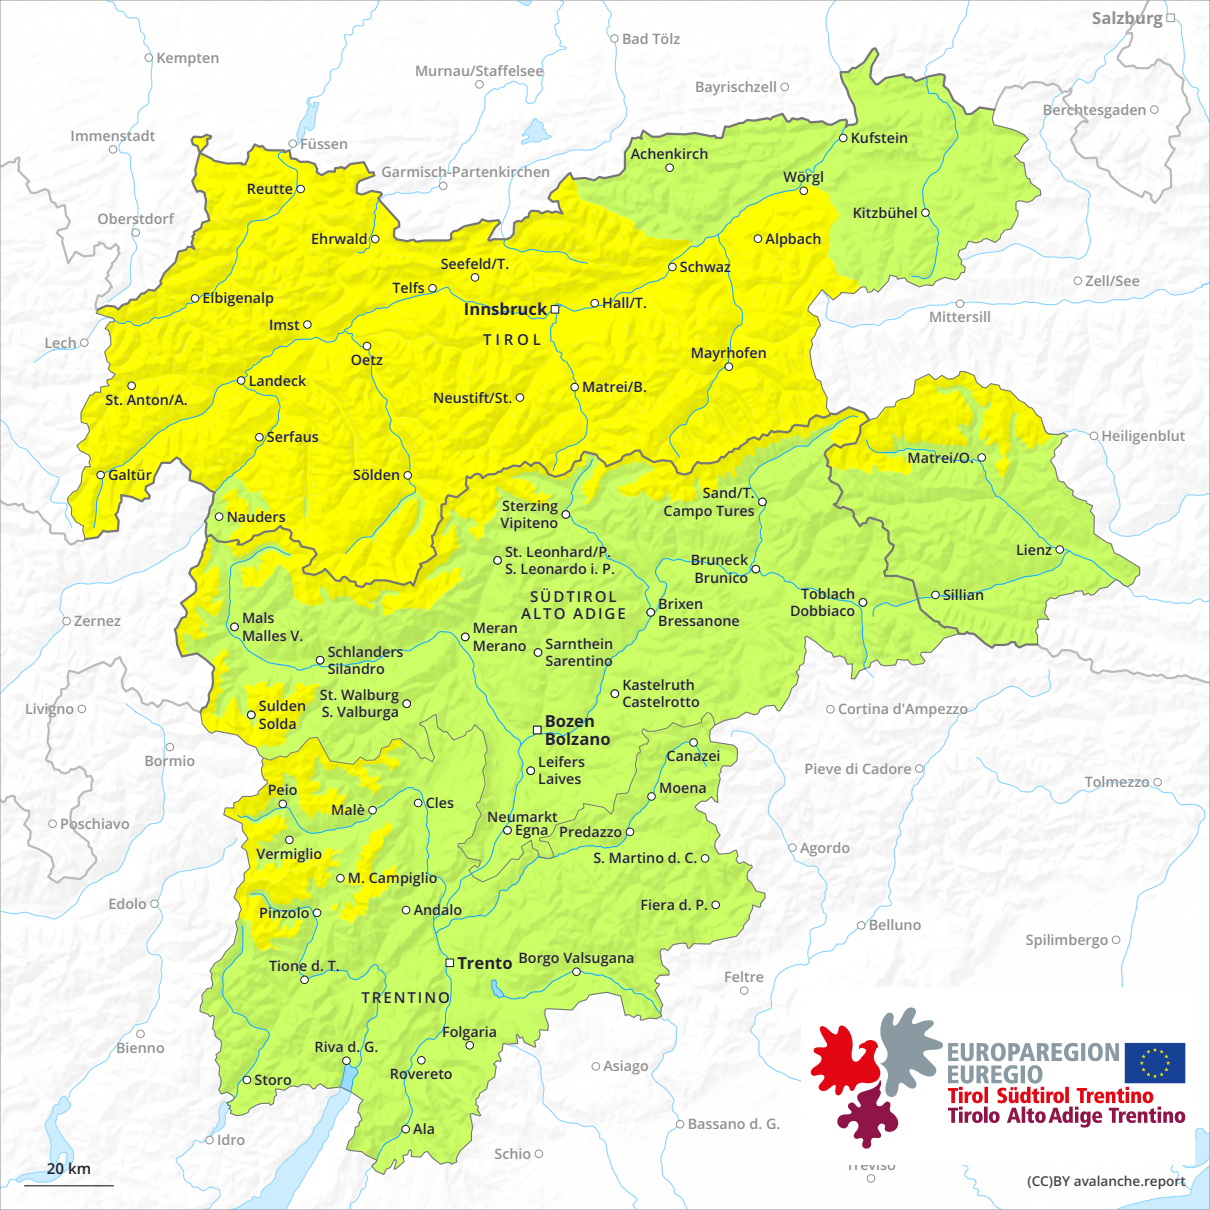 Salzburg
Bad Tölz
Kempten
Murnau/Staffelsee
Bayrischzell
Berchtesgaden
Immenstadt
Füssen
Kufstein
Achenkirch
Garmisch-Partenkirchen
Wörgl
Reutte
Oberstdorf
Kitzbühel
Ehrwald
Alpbach
Seefeld/T.
Schwaz
Zell/See
Telfs
Elbigenalp
Hall/T.
Innsbruck
Mittersill
Imst
TIROL
Lech
Oetz
Mayrhofen
Landeck
Matrei/B.
St. Anton/A.
Neustift/St.
Serfaus
Heiligenblut
Matrei/O.
Galtür
Sölden
Sand/T.
Campo Tures
Sterzing
Vipiteno
Nauders
St. Leonhard/P.
S. Leonardo i. P.
Lienz
Bruneck
Brunico
SÜDTIROL
ALTO ADIGE
Toblach
Dobbiaco
Sillian
Brixen
Bressanone
Mals
Malles V.
Zernez
Meran
Merano
Sarnthein
Sarentino
Schlanders
Silandro
Kastelruth
Castelrotto
St. Walburg
S. Valburga
Livigno
Sulden
Solda
Cortina d'Ampezzo
Bozen
Bolzano
Bormio
Canazei
Leifers
Laives
Pieve di Cadore
Tolmezzo
Peio
Moena
Malè
Cles
Poschiavo
Neumarkt
Egna
Predazzo
Vermiglio
S. Martino d. C.
Agordo
M. Campiglio
Edolo
Pinzolo
Andalo
Fiera d. P.
Belluno
Spilimbergo
Trento
Borgo Valsugana
Tione d. T.
Feltre
TRENTINO
Folgaria
Bienno
Riva d. G.
Rovereto
Asiago
Storo
EUROPAREGION
EUREGIO
Tirol Südtirol Trentino
Tirolo Alto Adige Trentino
Ala
Bassano d. G.
Idro
Schio
Treviso
20 km
(CC)BY avalanche.report